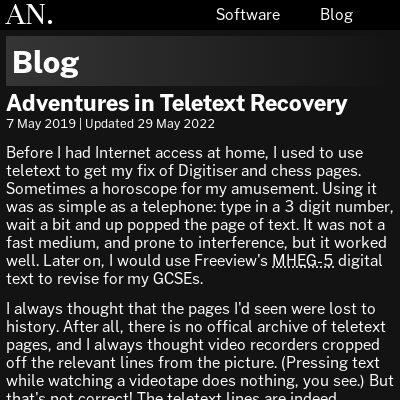 AN.
Software Blog
Blog
Adventures in Teletext Recovery
7 May 2019 | Updated 29 May 2022
Before I had Internet access at home, I used to use
teletext to get my fix of Digitiser and chess pages.
Sometimes a horoscope for my amusement. Using it
was as simple as a telephone: type in a 3 digit number,
wait a bit and up popped the page of text. It was not a
fast medium, and prone to interference, but it worked
well. Later on, I would use Freeview's MHEG-5 digital
text to revise for my GCSEs.
I always thought that the pages I'd seen were lost to
history. After all, there is no offical archive of teletext
pages, and I always thought video recorders cropped
off the relevant lines from the picture. (Pressing text
while watching a videotape does nothing, you see.) But
that's not correct! The teletext lines are indeed